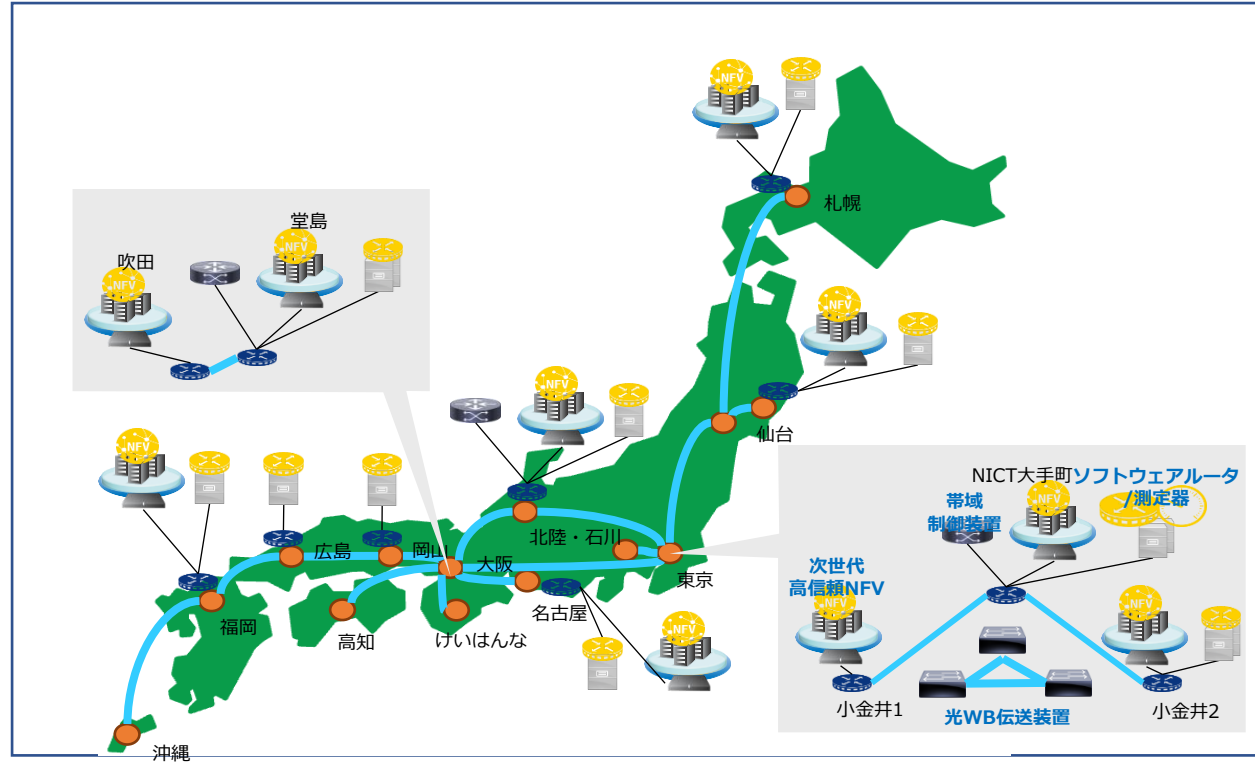 NFV
札幌
堂島
NFV
吹田
NFV
NFV
仙台
NFV
NFV
北陸・石川
広島
岡山
大阪
東京
名古屋
福岡
高知
けいはんな
NFV
沖縄
NICT大手町
ソフトウェアルータ
/測定器
帯域
制御装置
NFV
次世代
高信頼NFV
NFV
NFV
小金井1
光WB伝送装置
小金井2